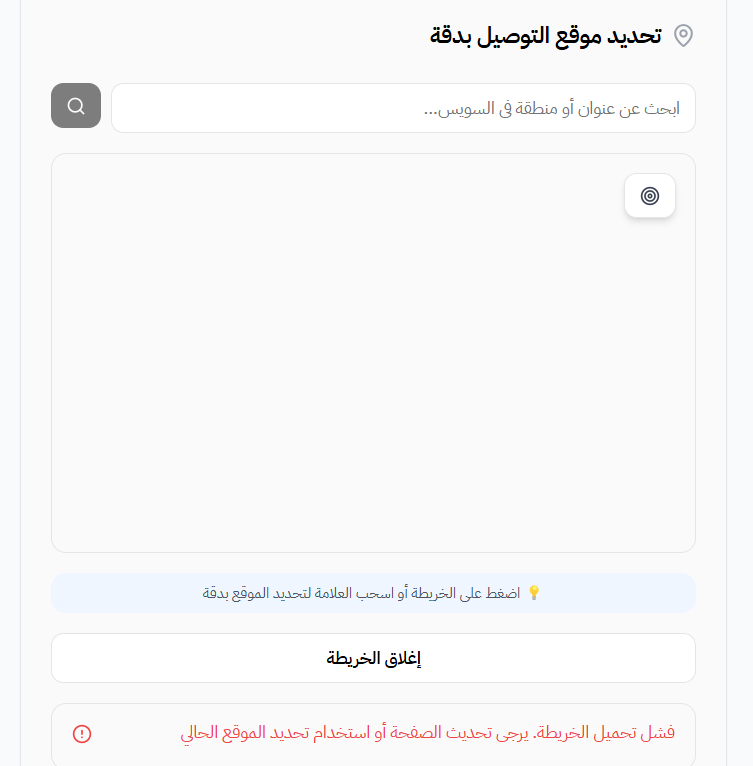 تحديد موقع التوصيل بدقة
ابحث عن عنوان أو منطقة في السويس...
💡 اضغط على الخريطة أو اسحب العلامة لتحديد الموقع بدقة
إغلاق الخريطة
فشل تحميل الخريطة. يرجى تحديث الصفحة أو استخدام تحديد الموقع الحالي